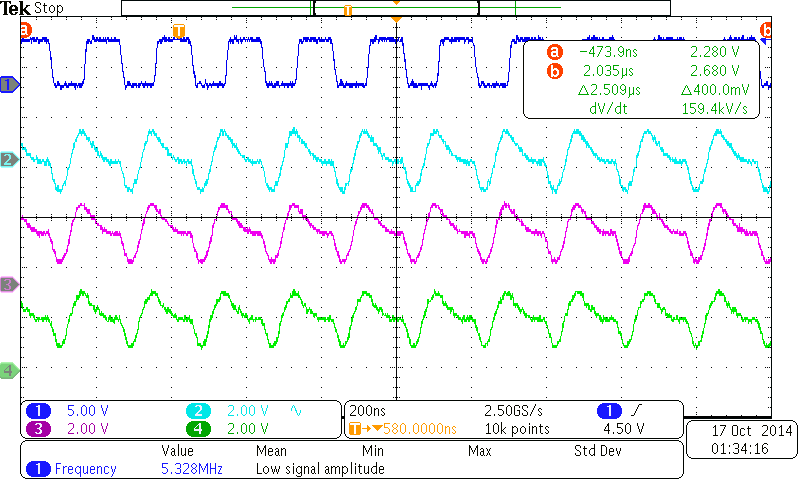 Tek Stop
T
a b
T
a −473.9ns 2.280 V
b 2.035µs 2.680 V
△2.509µs △400.0mV
dV/dt 159.4kV/s
1
2
3
4
1 5.00 V 2 2.00 V 200ns 2.50GS/s 1
3 2.00 V 4 2.00 V T→▼580.0000ns 10k points 4.50 V
17 Oct 2014
01:34:16
Value Mean Min Max Std Dev
1 Frequency 5.328MHz Low signal amplitude